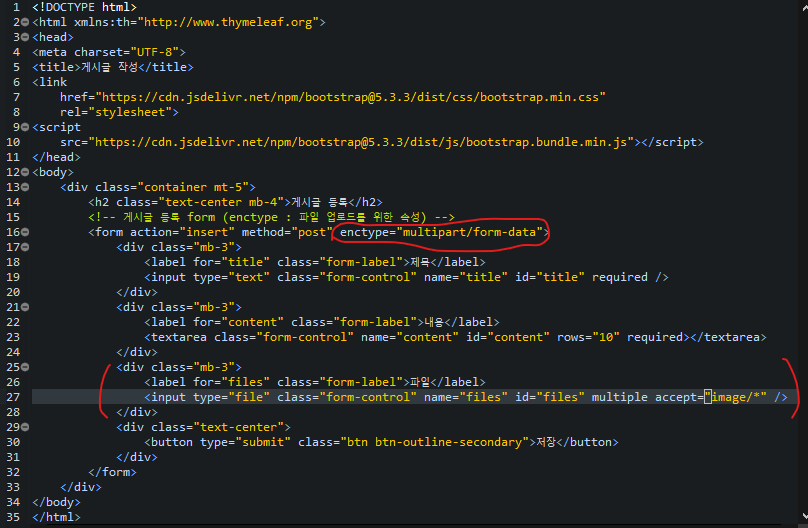 1 <!DOCTYPE html>
2 <html xmlns:th="http://www.thymeleaf.org">
3 <head>
4 <meta charset="UTF-8">
5 <title>게시글 작성</title>
6 <link
7 href="https://cdn.jsdelivr.net/npm/bootstrap@5.3.3/dist/css/bootstrap.min.css"
8 rel="stylesheet">
9 <script
10 src="https://cdn.jsdelivr.net/npm/bootstrap@5.3.3/dist/js/bootstrap.bundle.min.js"></script>
11 </head>
12 <body>
13 <div class="container mt-5">
14 <h2 class="text-center mb-4">게시글 등록</h2>
15 <!-- 게시글 등록 form (enctype : 파일 업로드를 위한 속성) -->
16 <form action="insert" method="post" enctype="multipart/form-data">
17 <div class="mb-3">
18 <label for="title" class="form-label">제목</label>
19 <input type="text" class="form-control" name="title" id="title" required />
20 </div>
21 <div class="mb-3">
22 <label for="content" class="form-label">내용</label>
23 <textarea class="form-control" name="content" id="content" rows="10" required></textarea>
24 </div>
25 <div class="mb-3">
26 <label for="files" class="form-label">파일</label>
27 <input type="file" class="form-control" name="files" id="files" multiple accept="image/*" />
28 </div>
29 <div class="text-center">
30 <button type="submit" class="btn btn-outline-secondary">저장</button>
31 </div>
32 </form>
33 </div>
34 </body>
35 </html>